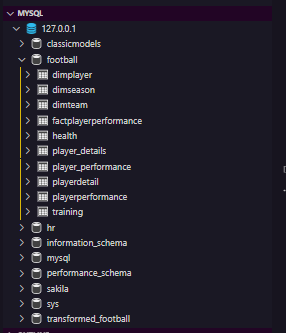 MYSQL
127.0.0.1
classicmodels
football
dimplayer
dimseason
dimteam
factplayerperformance
health
player_details
player_performance
playerdetail
playerperformance
training
hr
information_schema
mysql
performance_schema
sakila
sys
transformed_football